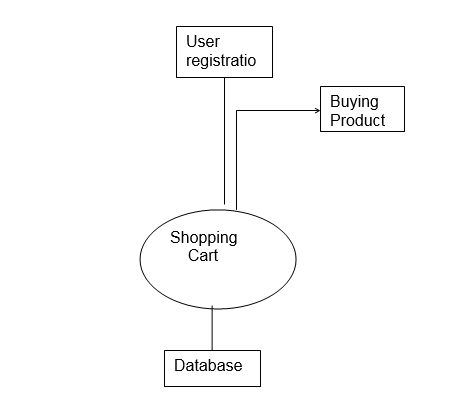 User
registratio
Buying
Product
Shopping
Cart
Database